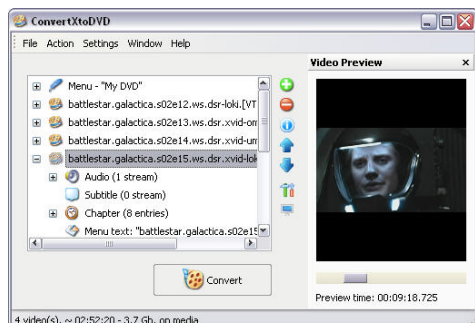 ConvertXtoDVD
File Action Settings Window Help
Video Preview
Menu - "My DVD"
battlestar.galactica.s02e12.ws.dsr-loki.[VT
battlestar.galactica.s02e13.ws.dsr.xvid-om
battlestar.galactica.s02e14.ws.dsr.xvid-um
battlestar.galactica.s02e15.ws.dsr.xvid-lok
Audio (1 stream)
Subtitle (0 stream)
Chapter (8 entries)
Menu text: "battlestar.galactica.s02e15
Convert
Preview time: 00:09:18.725
4 video(s), ~ 02:52:20 - 3.7 Gb, on media